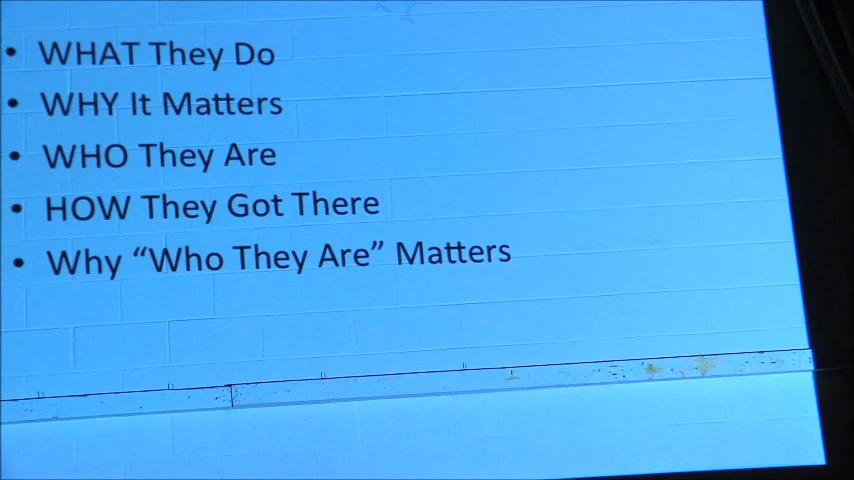 • WHAT They Do
• WHY It Matters
• WHO They Are
• HOW They Got There
• Why “Who They Are” Matters